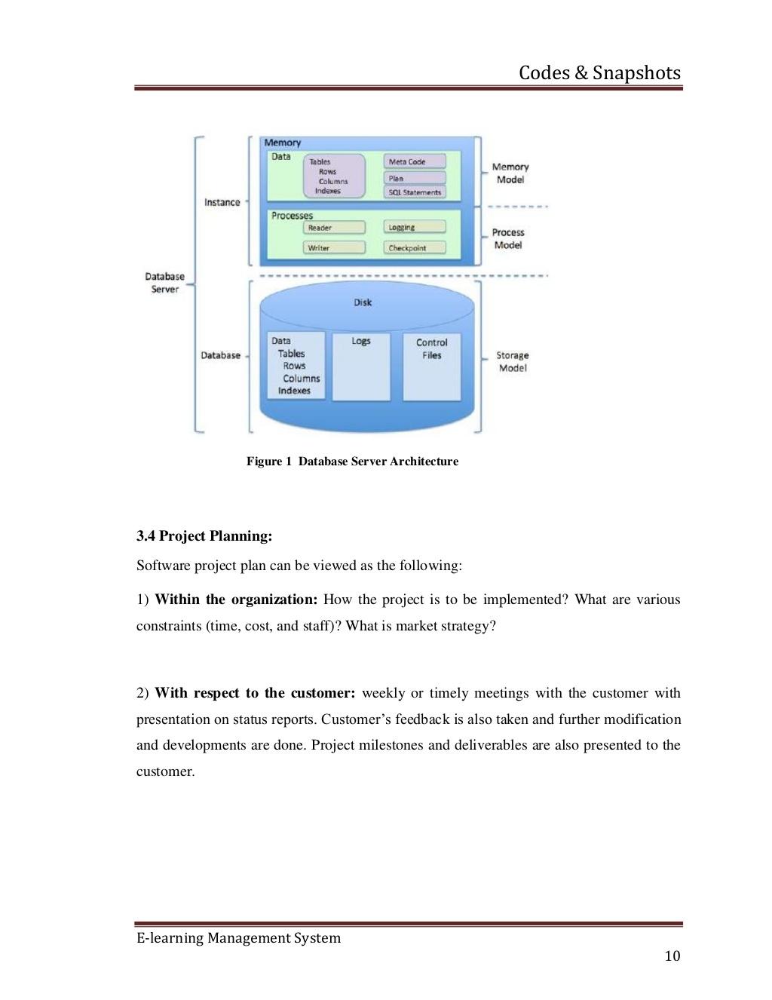 Codes & Snapshots
Memory
Data
Tables
Rows
Columns
Indexes
Meta Code
Plan
SQL Statements
Memory
Model
Instance
Processes
Reader
Logging
Writer
Checkpoint
Process
Model
Database
Server
Disk
Data
Tables
Rows
Columns
Indexes
Logs
Control
Files
Database
Storage
Model
Figure 1 Database Server Architecture
3.4 Project Planning:
Software project plan can be viewed as the following:
1) Within the organization: How the project is to be implemented? What are various
constraints (time, cost, and staff)? What is market strategy?
2) With respect to the customer: weekly or timely meetings with the customer with
presentation on status reports. Customer’s feedback is also taken and further modification
and developments are done. Project milestones and deliverables are also presented to the
customer.
E-learning Management System
10